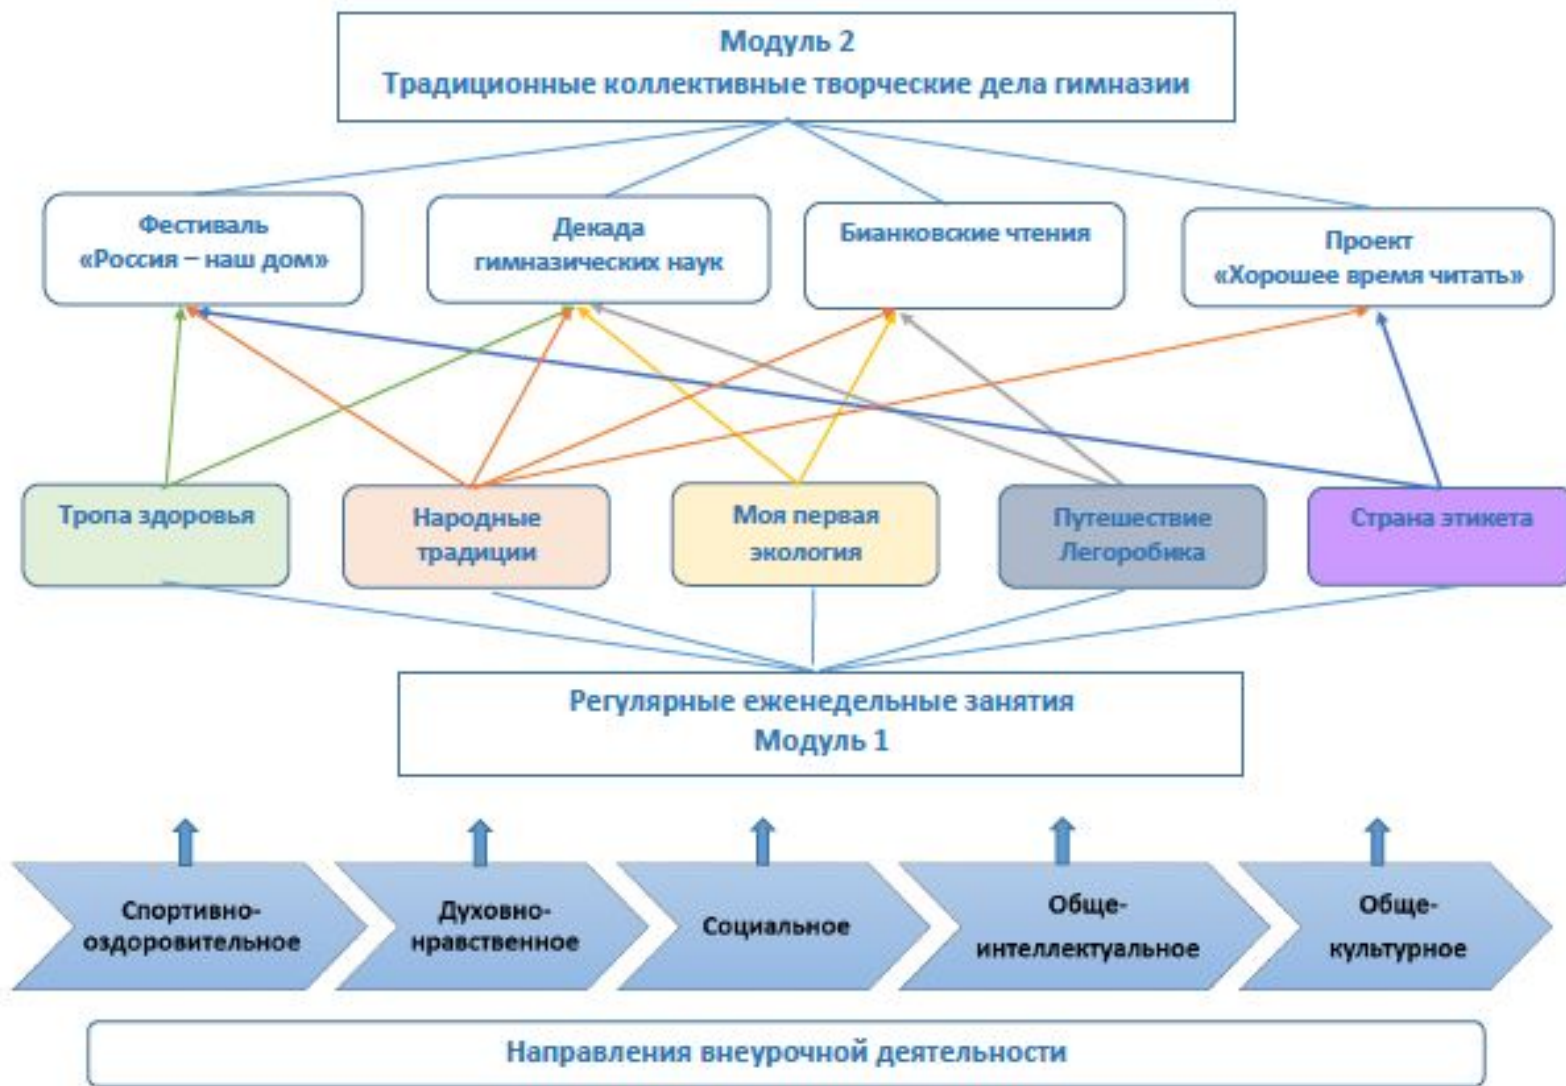 Модуль 2
Традиционные коллективные творческие дела гимназии
Фестиваль
«Россия – наш дом»
Декада
гимназических наук
Бианковские чтения
Проект
«Хорошее время читать»
Тропа здоровья
Народные
традиции
Моя первая
экология
Путешествие
Легоробика
Страна этикета
Регулярные еженедельные занятия
Модуль 1
Спортивно-
оздоровительное
Духовно-
нравственное
Социальное
Обще-
интеллектуальное
Обще-
культурное
Направления внеурочной деятельности